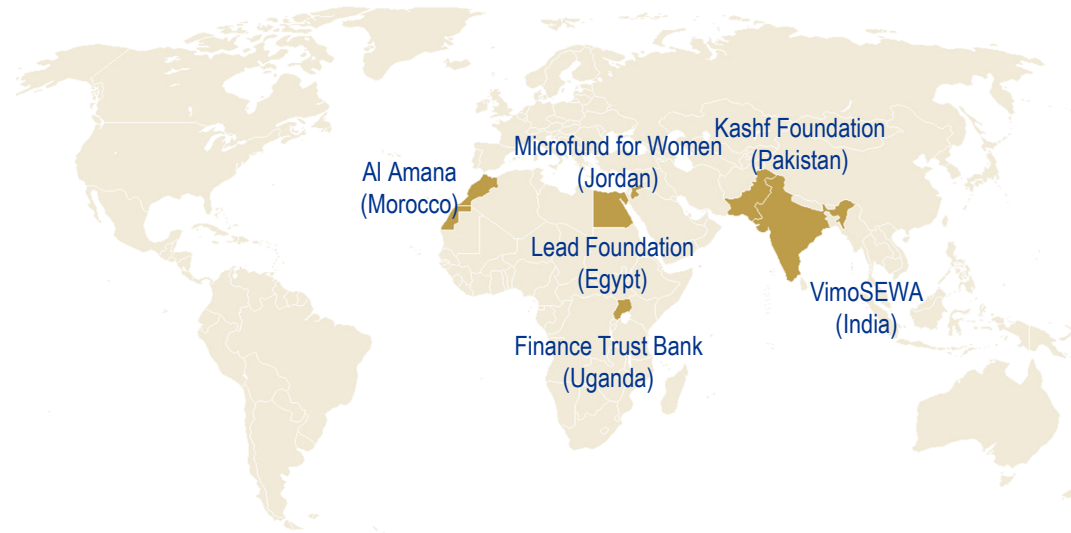 Kashf Foundation
(Pakistan)
Microfund for Women
(Jordan)
Al Amana
(Morocco)
Lead Foundation
(Egypt)
VimoSEWA
(India)
Finance Trust Bank
(Uganda)